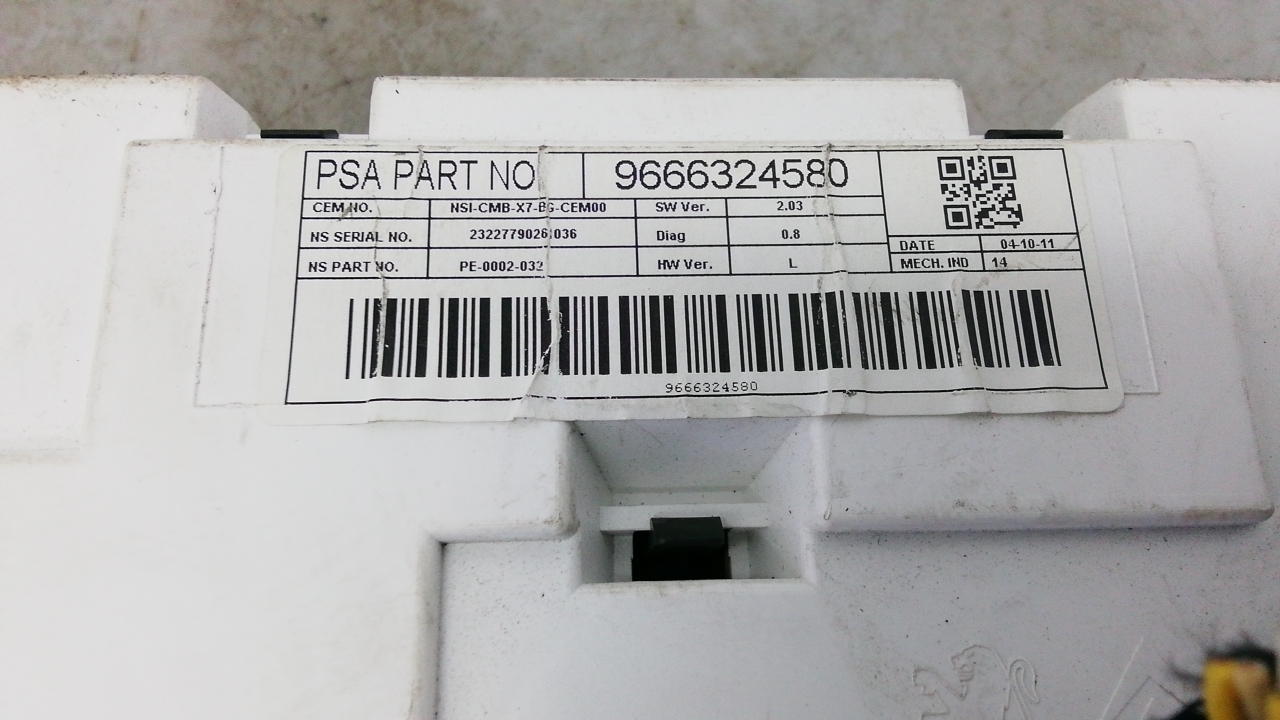 PSA PART NO 9666324580
CEM NO. NSI-CMB-X7-BG-CEM00 SW Ver. 2.03
NS SERIAL NO. Diag 0.8
DATE 04-10-11
NS PART NO. PE-0002-032 HW Ver. L
MECH. IND 14
9666324580